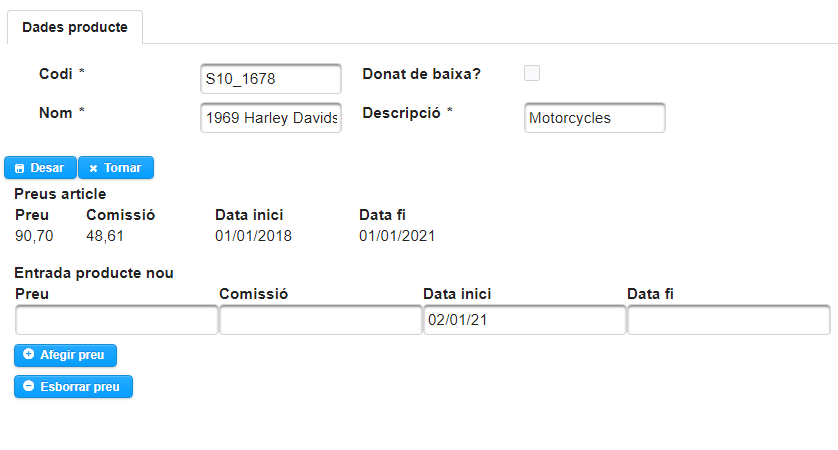 Dades producte
Codi * S10_1678 Donat de baixa?
Nom * 1969 Harley Davids Descripció * Motorcycles
Desar Tornar
Preus article
Preu Comissió Data inici Data fi
90,70 48,61 01/01/2018 01/01/2021
Entrada producte nou
Preu Comissió Data inici Data fi
02/01/21
Afegir preu
Esborrar preu